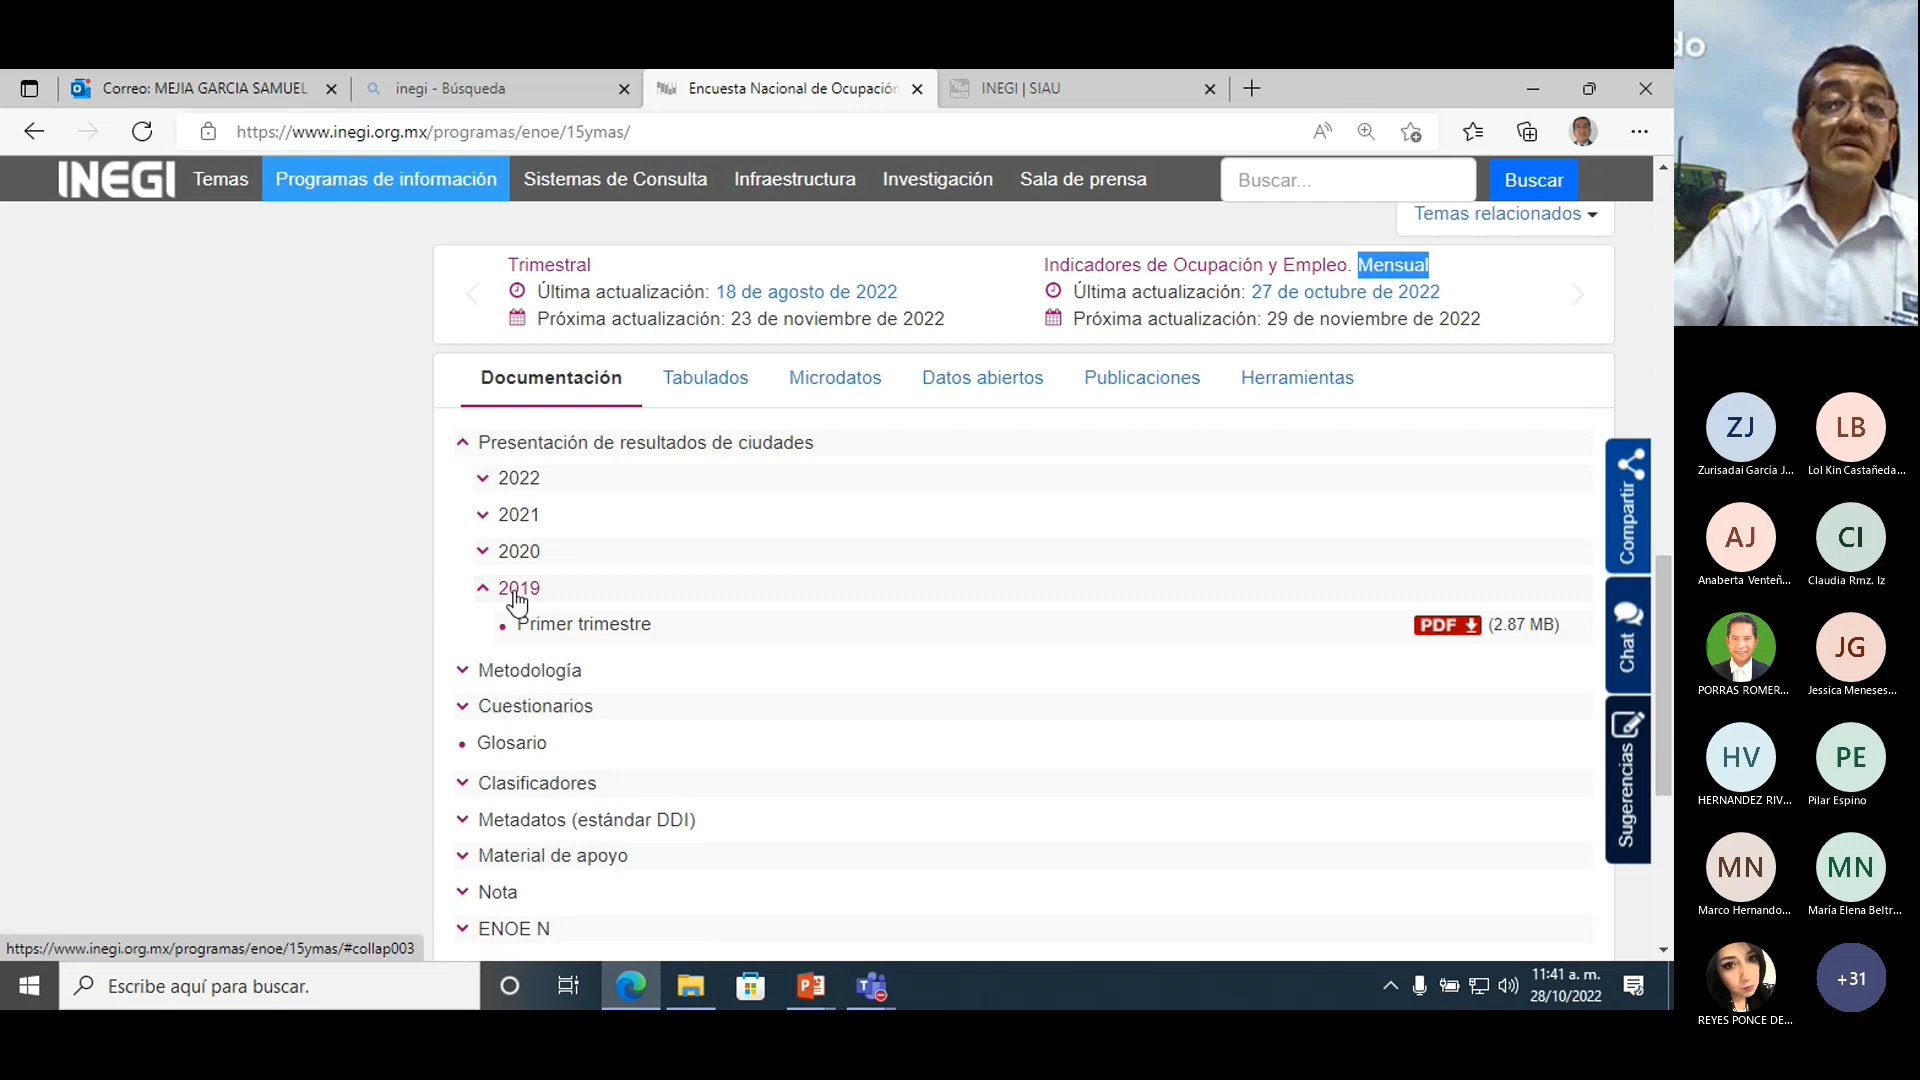 Correo: MEJIA GARCIA SAMUEL
inegi - Búsqueda
Encuesta Nacional de Ocupación
INEGI | SIAU
https://www.inegi.org.mx/programas/enoe/15ymas/
INEGI
Temas
Programas de información
Sistemas de Consulta
Infraestructura
Investigación
Sala de prensa
Buscar...
Buscar
Temas relacionados
Trimestral
Última actualización: 18 de agosto de 2022
Próxima actualización: 23 de noviembre de 2022
Indicadores de Ocupación y Empleo. Mensual
Última actualización: 27 de octubre de 2022
Próxima actualización: 29 de noviembre de 2022
Documentación
Tabulados
Microdatos
Datos abiertos
Publicaciones
Herramientas
Presentación de resultados de ciudades
2022
2021
2020
2019
Primer trimestre
PDF (2.87 MB)
Metodología
Cuestionarios
Glosario
Clasificadores
Metadatos (estándar DDI)
Material de apoyo
Nota
ENOE N
Compartir
Chat
Sugerencias
https://www.inegi.org.mx/programas/enoe/15ymas/#collap003
Escribe aquí para buscar.
11:41 a. m.
28/10/2022
do
ZJ
Zurisadai García J...
LB
Lol Kin Castañeda...
AJ
Anaberta Venteñ...
CI
Claudia Rmz. Iz
PORRAS ROMER...
JG
Jessica Meneses...
HV
HERNANDEZ RIV...
PE
Pilar Espino
MN
Marco Hernando...
MN
María Elena Beltr...
REYES PONCE DE...
+31